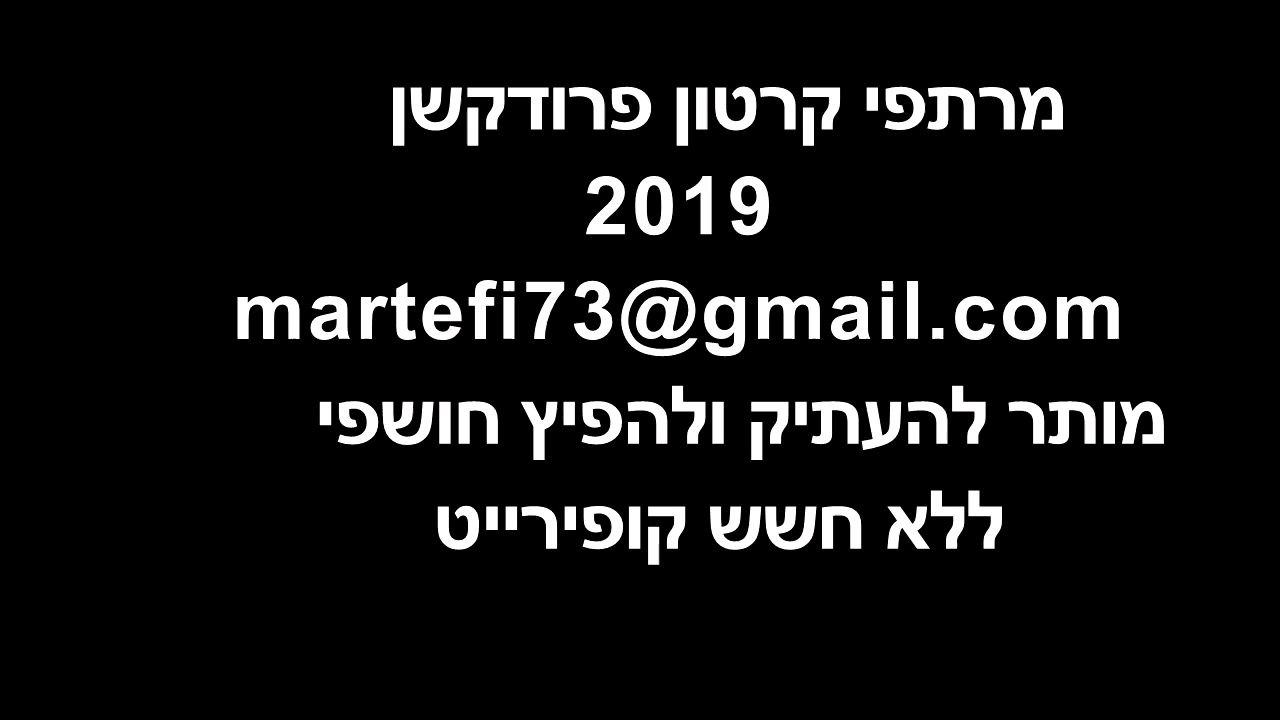 מרתפי קרטון פרודקשן
2019
martefi73@gmail.com
מותר להעתיק ולהפיץ חושפי
ללא חשש קופירייט